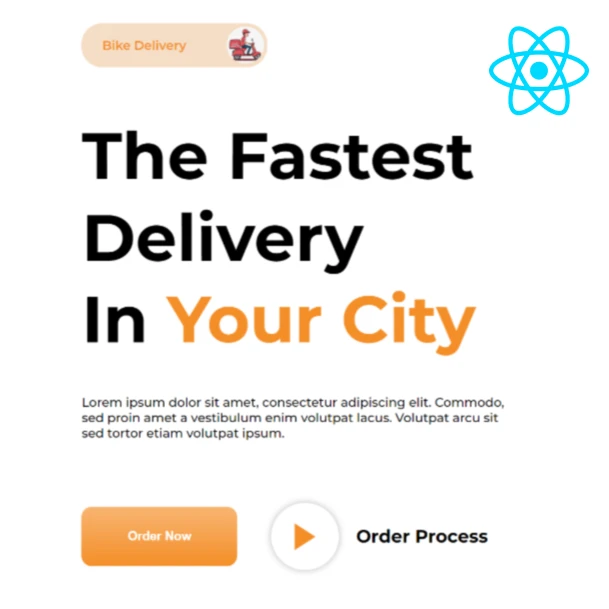 Bike Delivery
The Fastest
Delivery
In Your City
Lorem ipsum dolor sit amet, consectetur adipiscing elit. Commodo,
sed proin amet a vestibulum enim volutpat lacus. Volutpat arcu sit
sed tortor etiam volutpat ipsum.
Order Now
Order Process